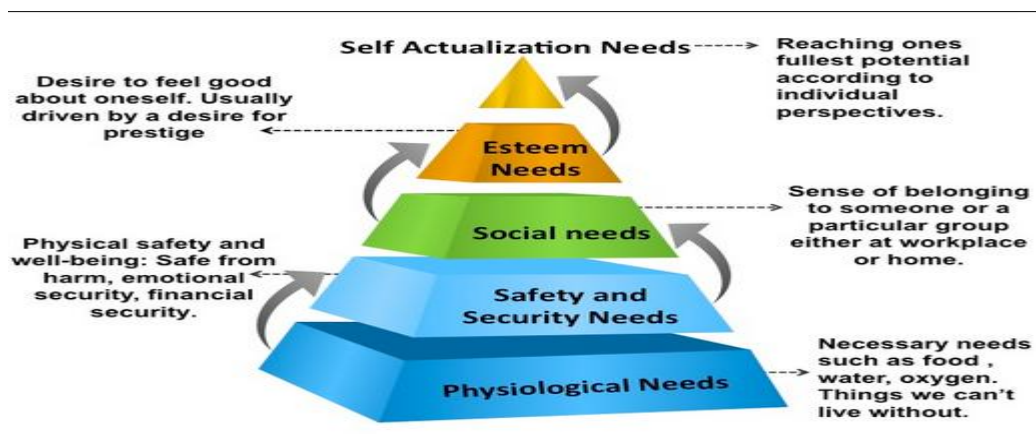 Self Actualization Needs
Reaching ones
fullest potential
according to
individual
perspectives.
Desire to feel good
about oneself. Usually
driven by a desire for
prestige
Esteem
Needs
Sense of belonging
to someone or a
particular group
either at workplace
or home.
Social needs
Physical safety and
well-being: Safe from
harm, emotional
security, financial
security.
Safety and
Security Needs
Necessary needs
such as food ,
water, oxygen.
Things we can't
live without.
Physiological Needs